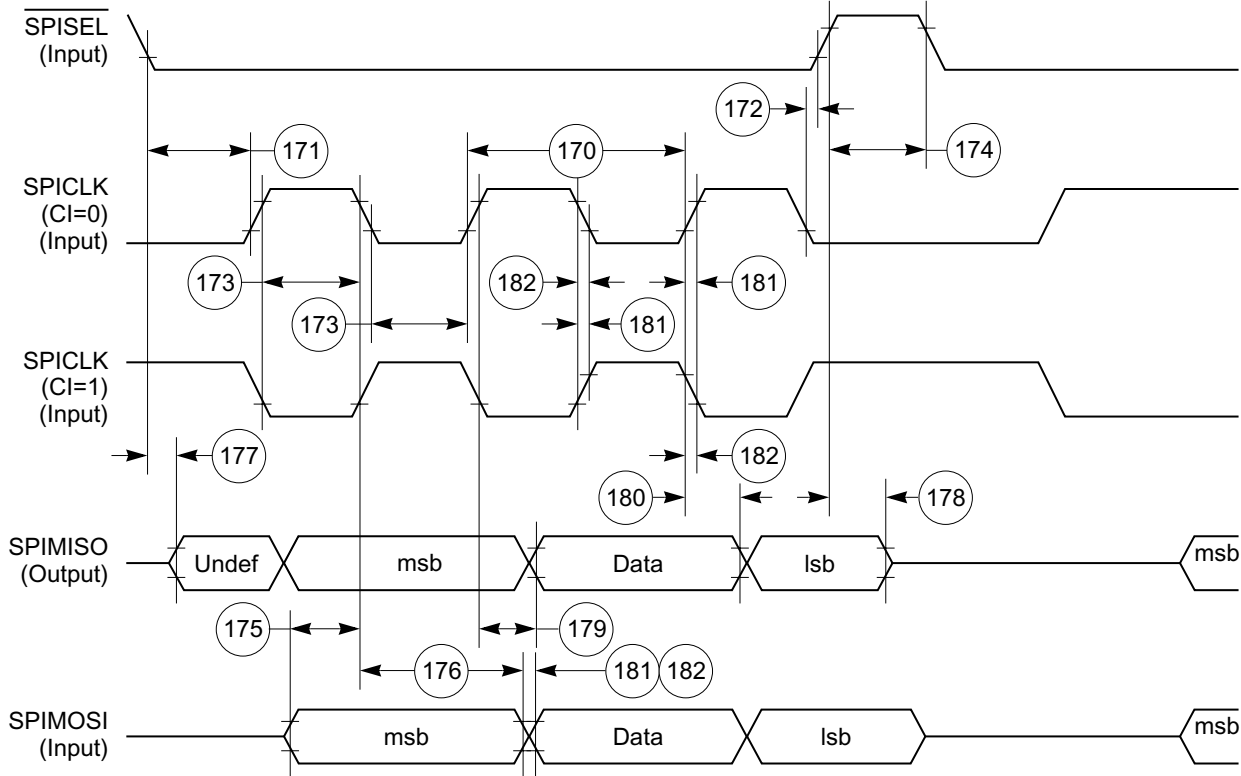 SPISEL
(Input)
172
171
170
174
SPICLK
(CI=0)
(Input)
173
182
181
173
181
SPICLK
(CI=1)
(Input)
177
182
180
178
SPIMISO
(Output)
Undef
msb
Data
lsb
msb
175
179
176
181
182
SPIMOSI
(Input)
msb
Data
lsb
msb